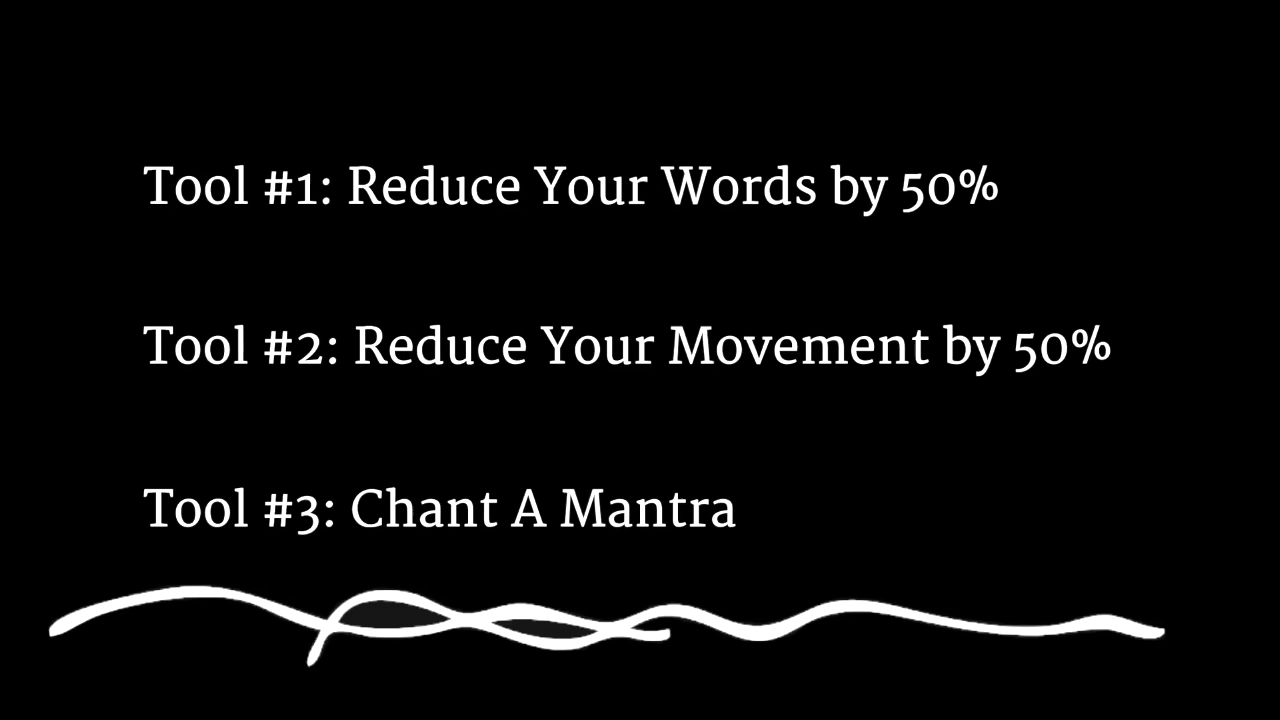 Tool #1: Reduce Your Words by 50%
Tool #2: Reduce Your Movement by 50%
Tool #3: Chant A Mantra